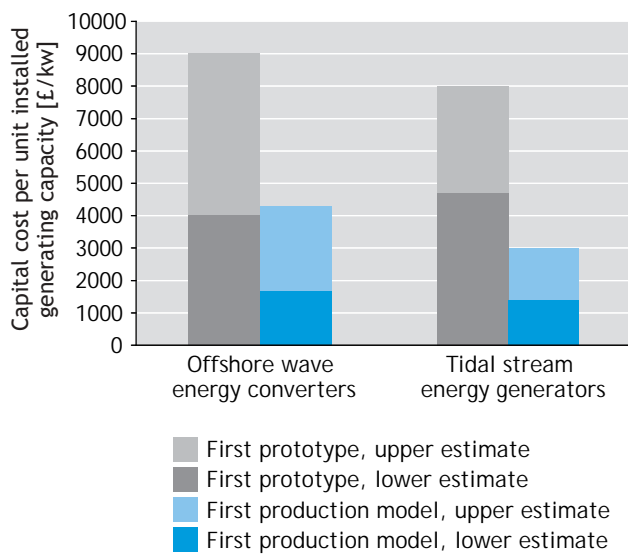 Capital cost per unit installed
generating capacity [£/kw]
10000
9000
8000
7000
6000
5000
4000
3000
2000
1000
0
Offshore wave
energy converters
Tidal stream
energy generators
First prototype, upper estimate
First prototype, lower estimate
First production model, upper estimate
First production model, lower estimate